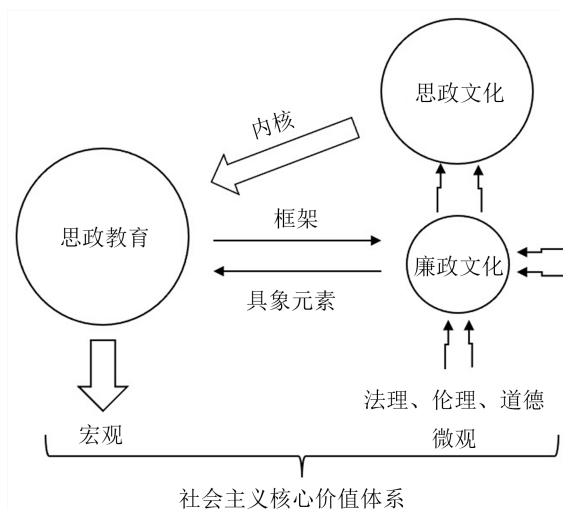 思政文化
内核
思政教育
框架
廉政文化
具象元素
法理、伦理、道德
宏观
微观
社会主义核心价值体系